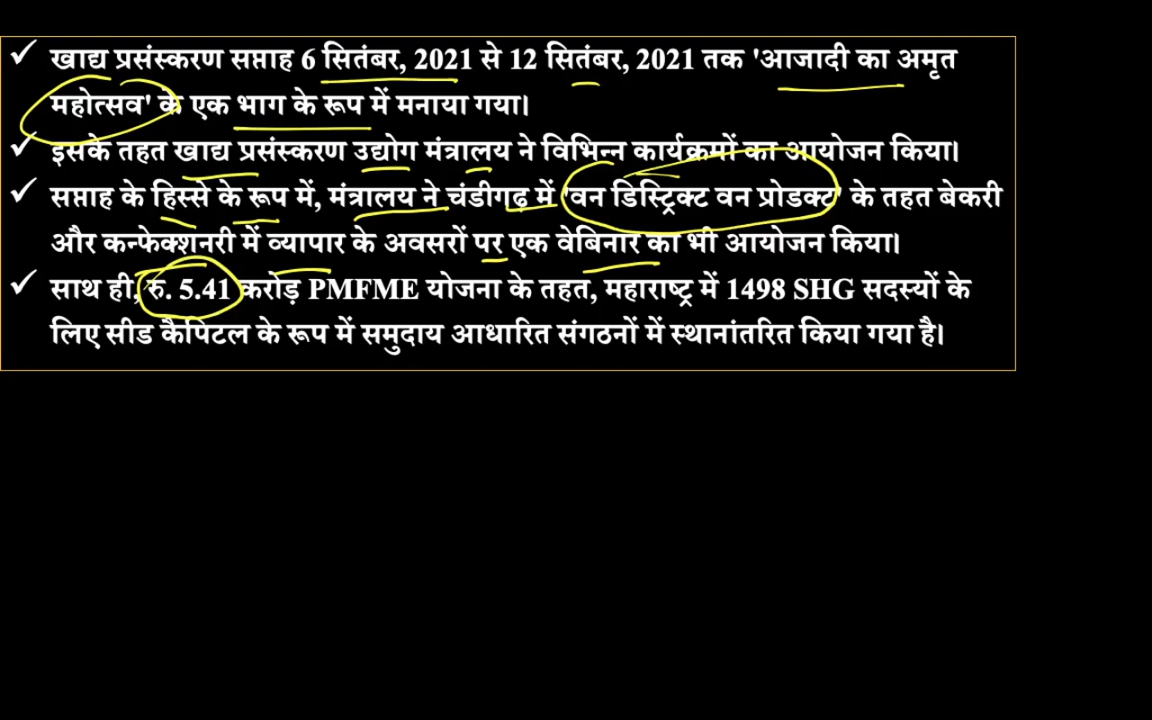 ✓ खाद्य प्रसंस्करण सप्ताह 6 सितंबर, 2021 से 12 सितंबर, 2021 तक 'आजादी का अमृत
महोत्सव' के एक भाग के रूप में मनाया गया।
✓ इसके तहत खाद्य प्रसंस्करण उद्योग मंत्रालय ने विभिन्न कार्यक्रमों का आयोजन किया।
✓ सप्ताह के हिस्से के रूप में, मंत्रालय ने चंडीगढ़ में 'वन डिस्ट्रिक्ट वन प्रोडक्ट' के तहत बेकरी
और कन्फेक्शनरी में व्यापार के अवसरों पर एक वेबिनार का भी आयोजन किया।
✓ साथ ही, रु. 5.41 करोड़ PMFME योजना के तहत, महाराष्ट्र में 1498 SHG सदस्यों के
लिए सीड कैपिटल के रूप में समुदाय आधारित संगठनों में स्थानांतरित किया गया है।